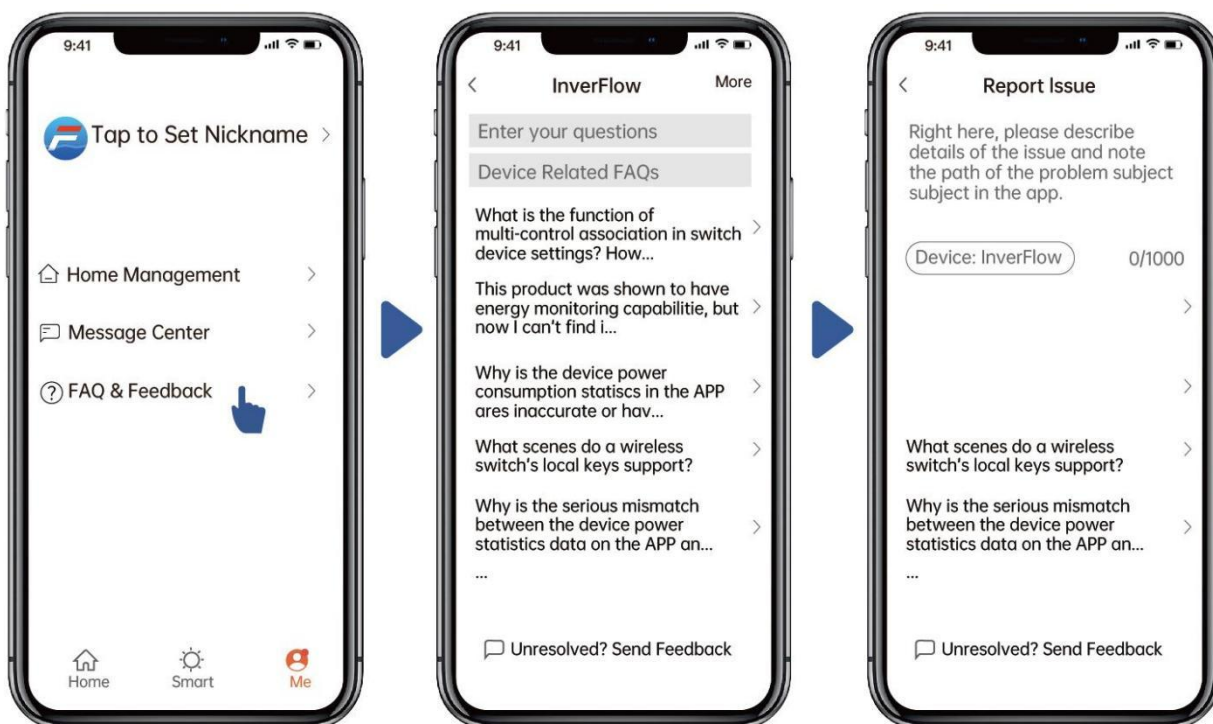 9:41
Tap to Set Nickname
Home Management
Message Center
FAQ & Feedback
Home
Smart
Me
9:41
InverFlow
More
Enter your questions
Device Related FAQs
What is the function of
multi-control association in switch
device settings? How...
This product was shown to have
energy monitoring capabilitie, but
now I can't find i...
Why is the device power
consumption statiscs in the APP
ares inaccurate or hav...
What scenes do a wireless
switch's local keys support?
Why is the serious mismatch
between the device power
statistics data on the APP an...
...
Unresolved? Send Feedback
9:41
Report Issue
Right here, please describe
details of the issue and note
the path of the problem subject
subject in the app.
Device: InverFlow
0/1000
What scenes do a wireless
switch's local keys support?
Why is the serious mismatch
between the device power
statistics data on the APP an...
...
Unresolved? Send Feedback